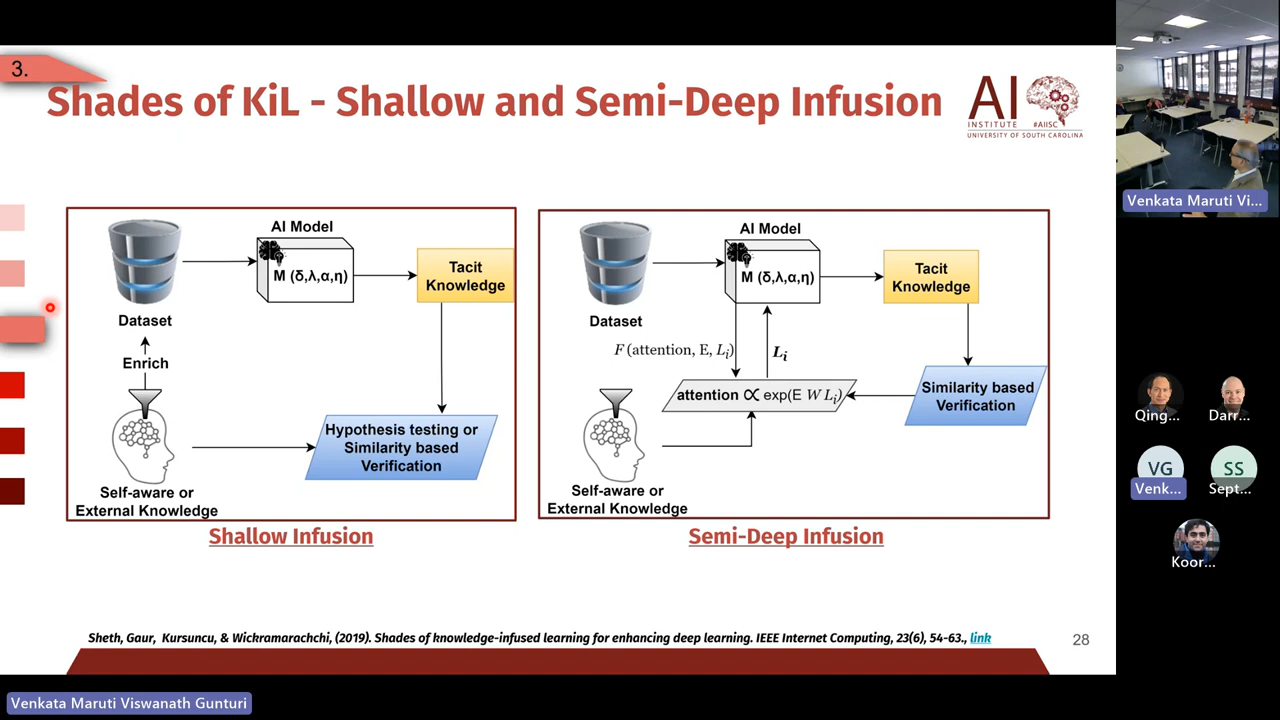 3.
Shades of KiL - Shallow and Semi-Deep Infusion
AI
INSTITUTE #AIISC
UNIVERSITY OF SOUTH CAROLINA
AI Model
M (δ,λ,α,η)
Tacit
Knowledge
Dataset
Enrich
Hypothesis testing or
Similarity based
Verification
Self-aware or
External Knowledge
Shallow Infusion
AI Model
M (δ,λ,α,η)
Tacit
Knowledge
Dataset
F (attention, E, Li)
Li
attention ∝ exp(E W Li)
Similarity based
Verification
Self-aware or
External Knowledge
Semi-Deep Infusion
Sheth, Gaur, Kursuncu, & Wickramarachchi, (2019). Shades of knowledge-infused learning for enhancing deep learning. IEEE Internet Computing, 23(6), 54-63., link
28
Venkata Maruti Vi...
Qing... Darr...
VG SS
Venk... Sept...
Koor...
Venkata Maruti Viswanath Gunturi